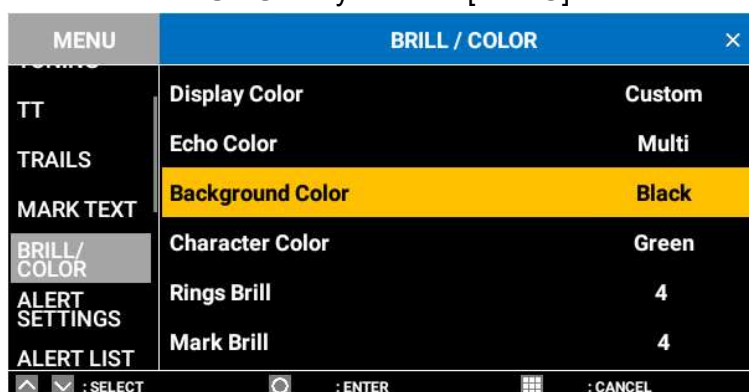 MENU
BRILL / COLOR
TT
TRAILS
MARK TEXT
BRILL/
COLOR
ALERT
SETTINGS
ALERT LIST
Display Color Custom
Echo Color Multi
Background Color Black
Character Color Green
Rings Brill 4
Mark Brill 4
: SELECT : ENTER : CANCEL